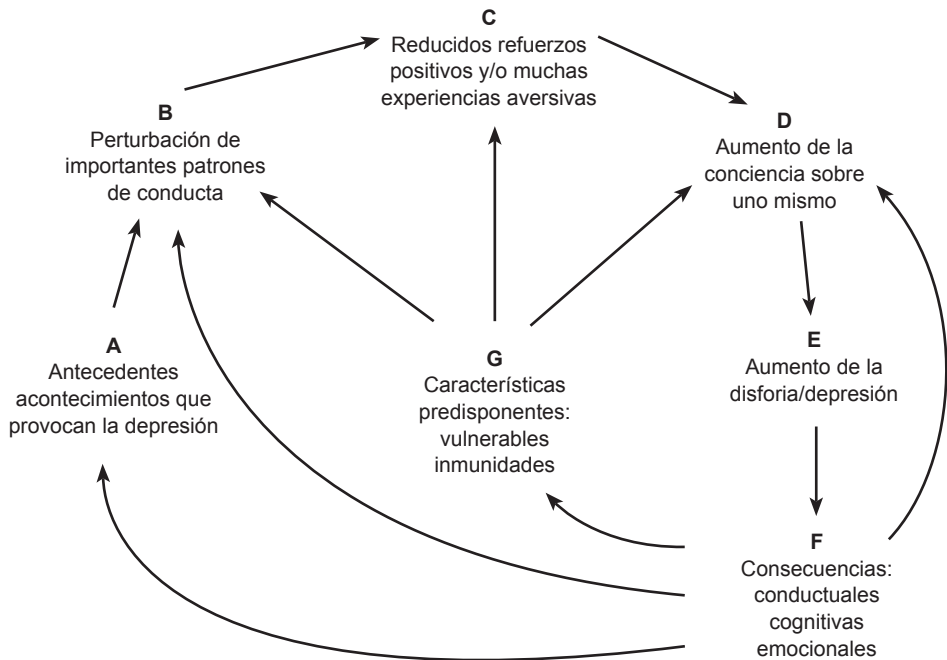 C
Reducidos refuerzos
positivos y/o muchas
experiencias aversivas
B
Perturbación de
importantes patrones
de conducta
D
Aumento de la
conciencia sobre
uno mismo
A
Antecedentes
acontecimientos que
provocan la depresión
G
Características
predisponentes:
vulnerables
inmunidades
E
Aumento de la
disforia/depresión
F
Consecuencias:
conductuales
cognitivas
emocionales